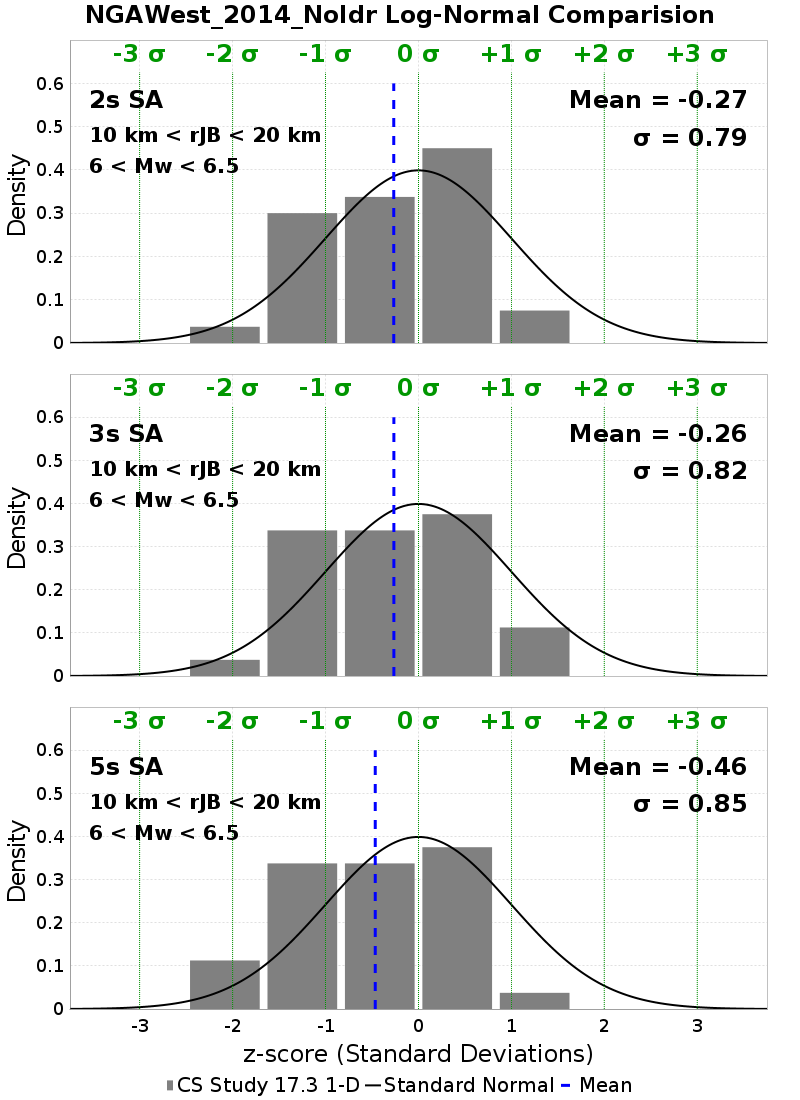 NGAWest_2014_NoIdr Log-Normal Comparision
-3 σ -2 σ -1 σ 0 σ +1 σ +2 σ +3 σ
0.6
2s SA Mean = -0.27
0.5
10 km < rJB < 20 km σ = 0.79
6 < Mw < 6.5
0.4
0.3
0.2
0.1
0
Density
-3 σ -2 σ -1 σ 0 σ +1 σ +2 σ +3 σ
0.6
3s SA Mean = -0.26
0.5
10 km < rJB < 20 km σ = 0.82
6 < Mw < 6.5
0.4
0.3
0.2
0.1
0
Density
-3 σ -2 σ -1 σ 0 σ +1 σ +2 σ +3 σ
0.6
5s SA Mean = -0.46
0.5
10 km < rJB < 20 km σ = 0.85
6 < Mw < 6.5
0.4
0.3
0.2
0.1
0
Density
-3 -2 -1 0 1 2 3
z-score (Standard Deviations)
CS Study 17.3 1-D Standard Normal Mean